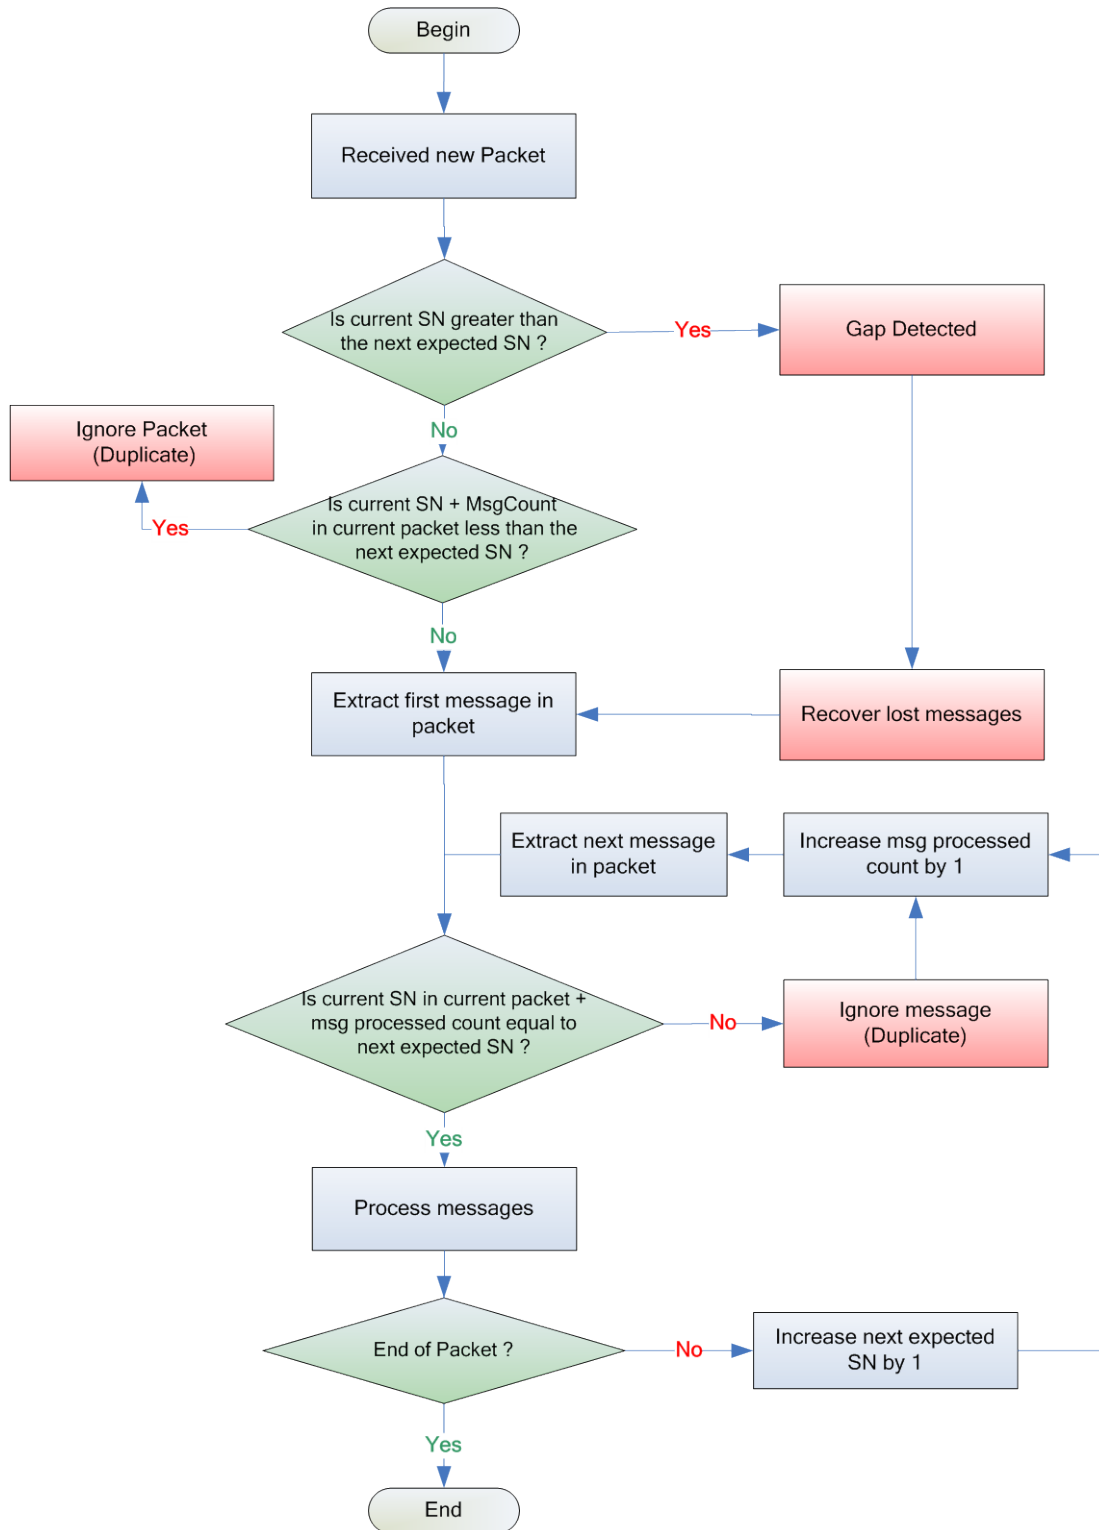 Begin
Received new Packet
Is current SN greater than
the next expected SN ?
Yes
Gap Detected
No
Ignore Packet
(Duplicate)
Is current SN + MsgCount
in current packet less than the
next expected SN ?
Yes
No
Extract first message in
packet
Recover lost messages
Extract next message
in packet
Increase msg processed
count by 1
Is current SN in current packet +
msg processed count equal to
next expected SN ?
No
Ignore message
(Duplicate)
Yes
Process messages
End of Packet ?
No
Increase next expected
SN by 1
Yes
End